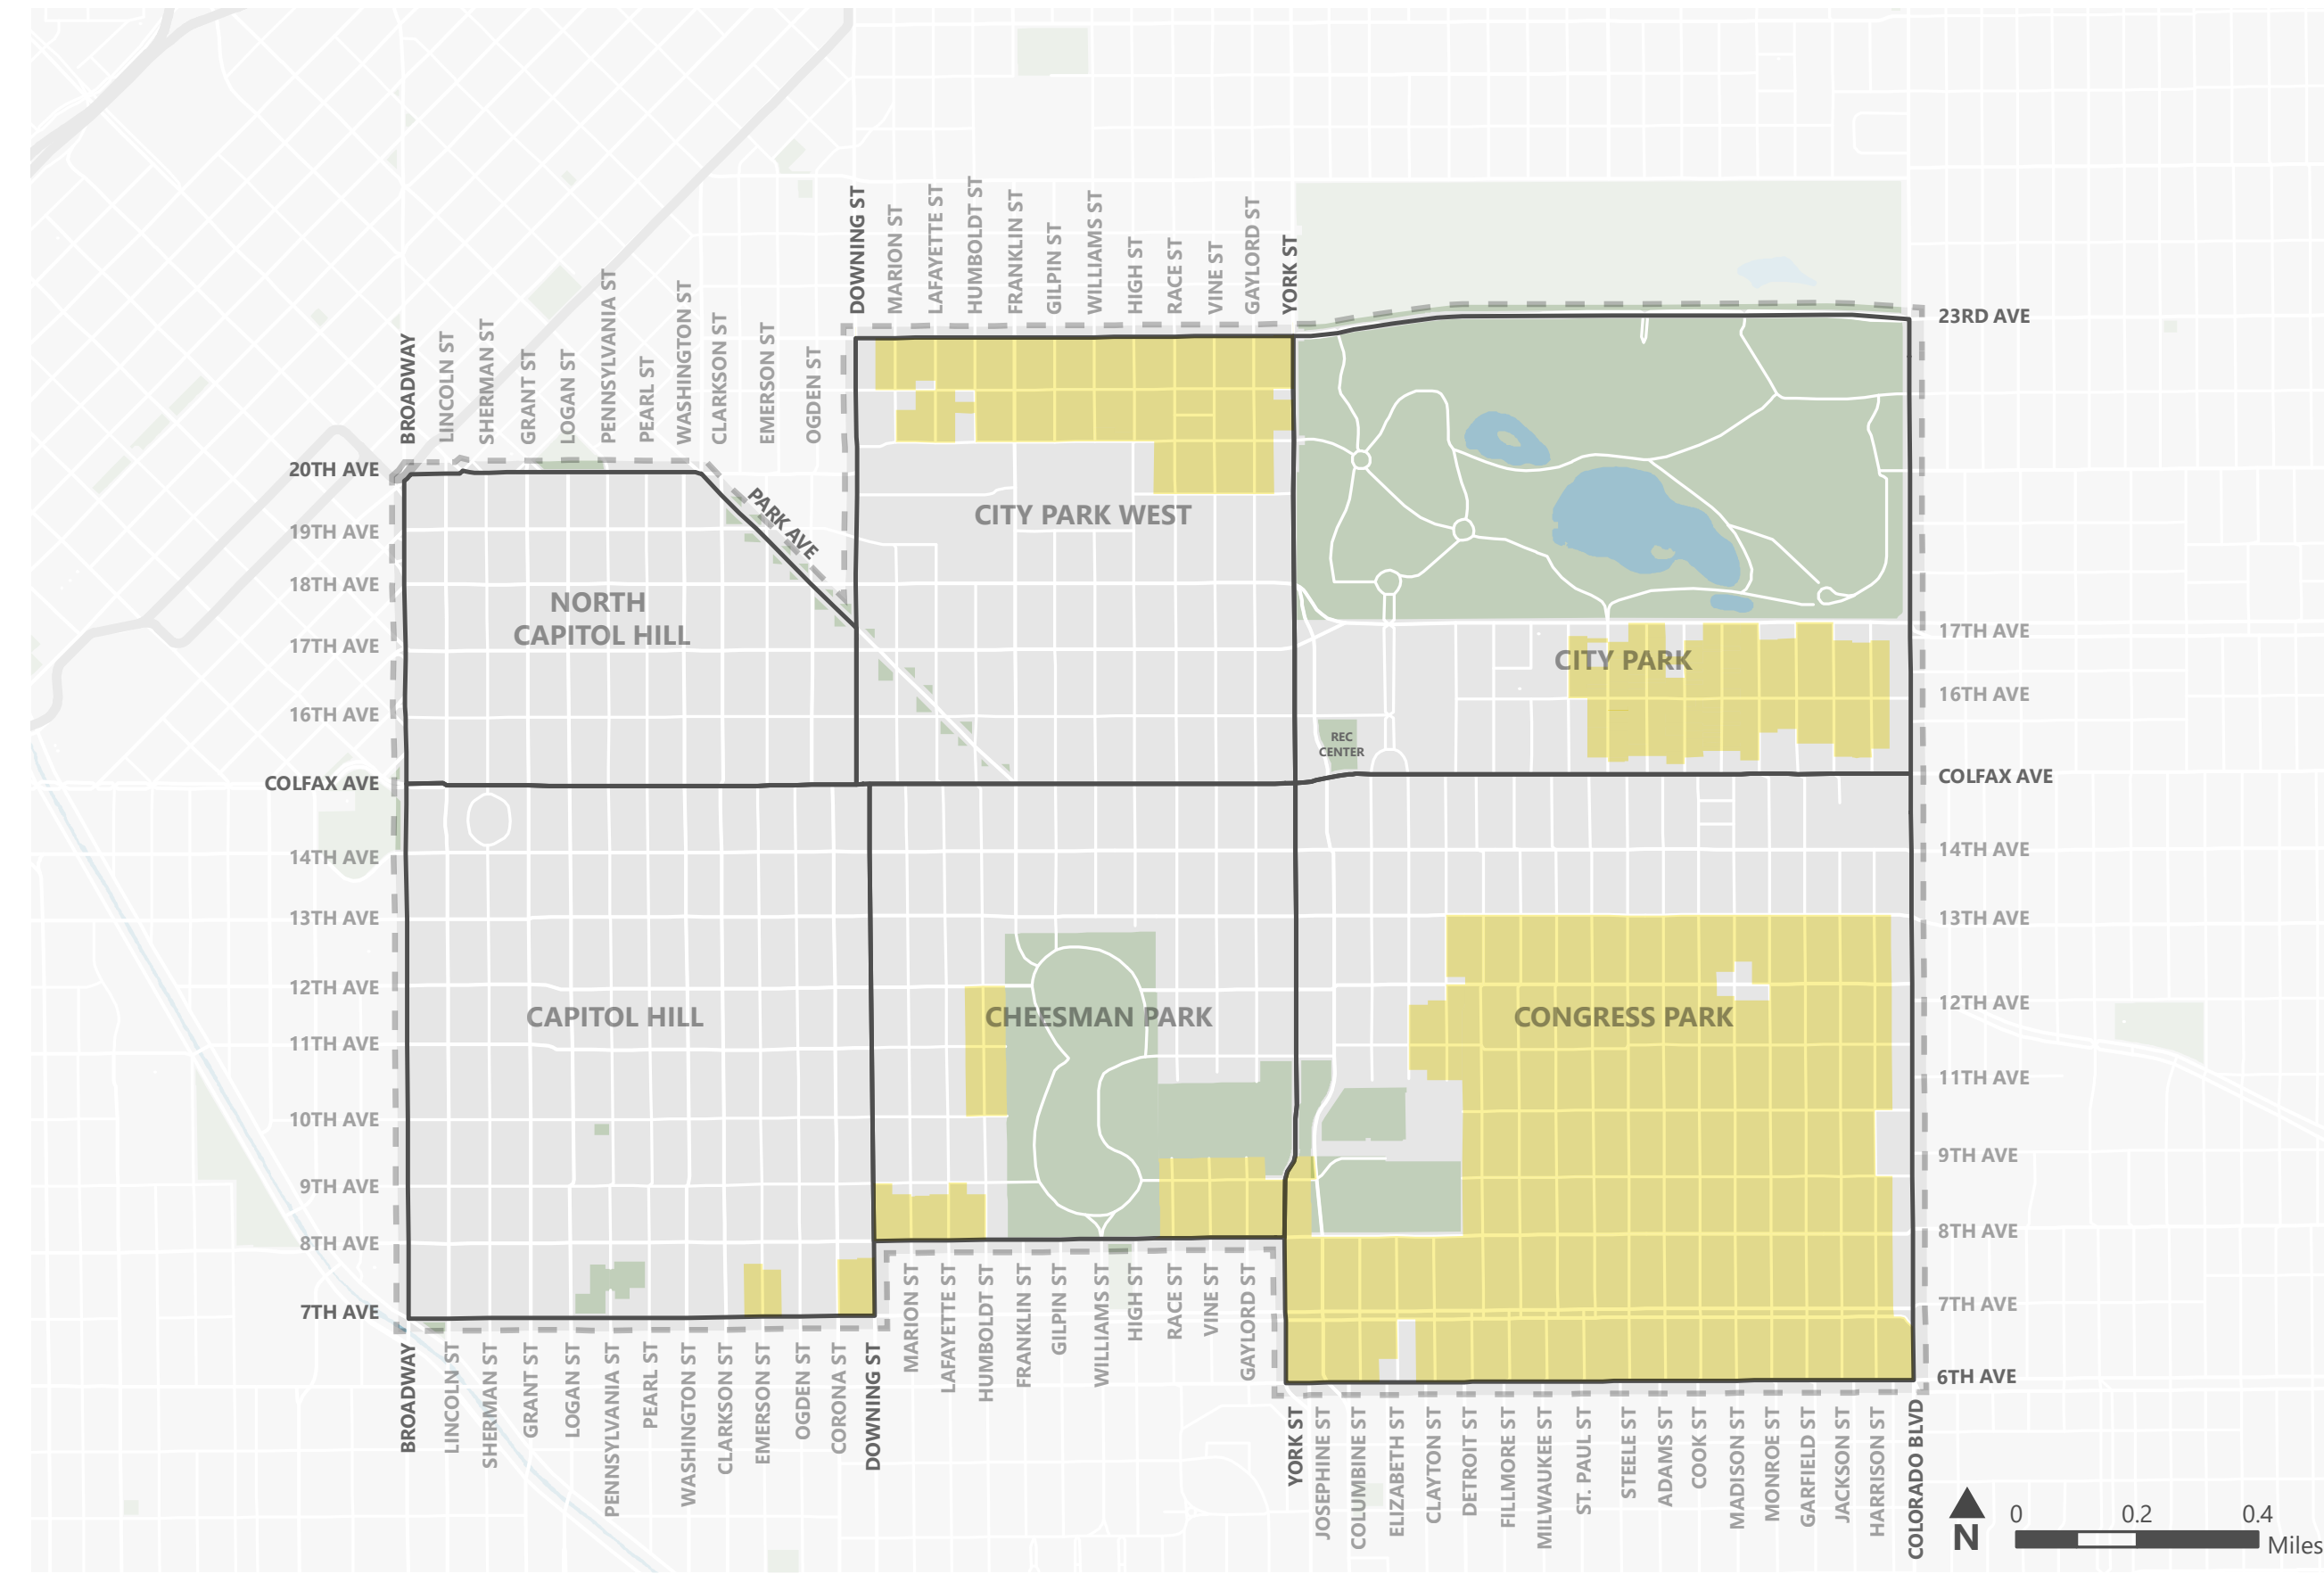 DOWNING ST
MARION ST
LAFAYETTE ST
HUMBOLDT ST
FRANKLIN ST
GILPIN ST
WILLIAMS ST
HIGH ST
RACE ST
VINE ST
GAYLORD ST
YORK ST
BROADWAY
LINCOLN ST
SHERMAN ST
GRANT ST
LOGAN ST
PENNSYLVANIA ST
PEARL ST
WASHINGTON ST
CLARKSON ST
EMERSON ST
OGDEN ST
PARK AVE
20TH AVE
19TH AVE
18TH AVE
17TH AVE
16TH AVE
COLFAX AVE
14TH AVE
13TH AVE
12TH AVE
11TH AVE
10TH AVE
9TH AVE
8TH AVE
7TH AVE
NORTH
CAPITOL HILL
CITY PARK WEST
CITY PARK
REC
CENTER
CAPITOL HILL
CHEESMAN PARK
CONGRESS PARK
23RD AVE
17TH AVE
16TH AVE
COLFAX AVE
14TH AVE
13TH AVE
12TH AVE
11TH AVE
9TH AVE
8TH AVE
7TH AVE
6TH AVE
BROADWAY
LINCOLN ST
SHERMAN ST
GRANT ST
LOGAN ST
PENNSYLVANIA ST
PEARL ST
WASHINGTON ST
CLARKSON ST
EMERSON ST
OGDEN ST
CORONA ST
DOWNING ST
MARION ST
LAFAYETTE ST
HUMBOLDT ST
FRANKLIN ST
GILPIN ST
WILLIAMS ST
HIGH ST
RACE ST
VINE ST
GAYLORD ST
YORK ST
JOSEPHINE ST
COLUMBINE ST
ELIZABETH ST
CLAYTON ST
DETROIT ST
FILLMORE ST
MILWAUKEE ST
ST. PAUL ST
STEELE ST
ADAMS ST
COOK ST
MADISON ST
MONROE ST
GARFIELD ST
JACKSON ST
HARRISON ST
COLORADO BLVD
N
0 0.2 0.4
Miles